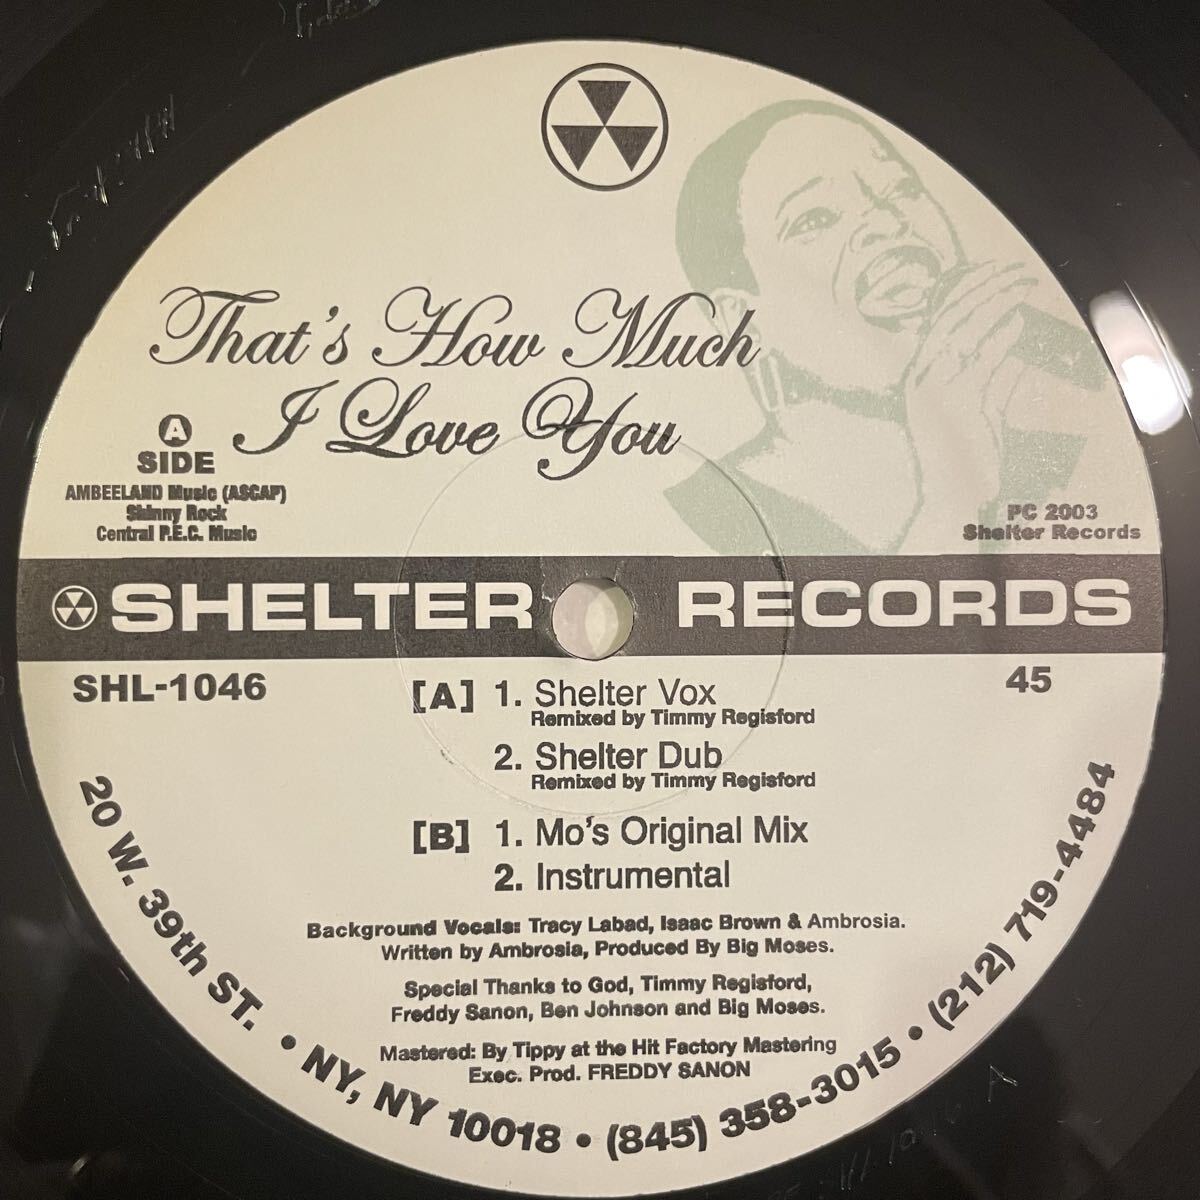 That's How Much
I Love You
A
SIDE
AMBEELAND Music (ASCAP)
Skinny Rock
Central P.E.C. Music
PC 2003
Shelter Records
SHELTER RECORDS
SHL-1046
45
[A] 1. Shelter Vox
Remixed by Timmy Regisford
2. Shelter Dub
Remixed by Timmy Regisford
[B] 1. Mo's Original Mix
2. Instrumental
Background Vocals: Tracy Labad, Isaac Brown & Ambrosia.
Written by Ambrosia, Produced By Big Moses.
Special Thanks to God, Timmy Regisford,
Freddy Sanon, Ben Johnson and Big Moses.
Mastered: By Tippy at the Hit Factory Mastering
Exec. Prod. FREDDY SANON
20 W. 39th ST. • NY, NY 10018 • (845) 358-3015 • (212) 719-4484